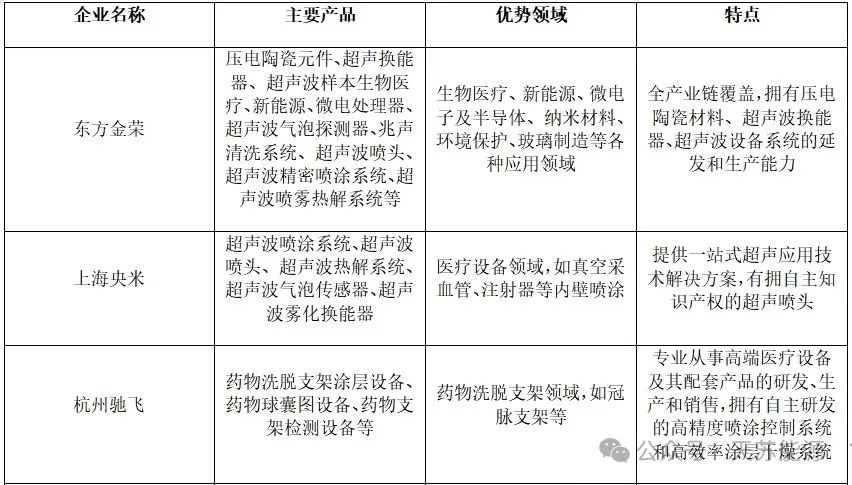 企业名称
主要产品
优势领域
特点
东方金荣
压电陶瓷元件、超声换能
器、超声波样本生物医
疗、新能源、微电处理器、
超声波气泡探测器、兆声
清洗系统、超声波喷头、
超声波精密喷涂系统、超
声波喷雾热解系统等
生物医疗、新能源、微电
子及半导体、纳米材料、
环境保护、玻璃制造等各
种应用领域
全产业链覆盖，拥有压电
陶瓷材料、超声波换能
器、超声波设备系统的延
发和生产能力
上海央米
超声波喷涂系统、超声波
喷头、超声波热解系统、
超声波气泡传感器、超声
波雾化换能器
医疗设备领域，如真空采
血管、注射器等内壁喷涂
提供一站式超声应用技
术解决方案，有拥自主知
识产权的超声喷头
杭州驰飞
药物洗脱支架涂层设备、
药物球囊图设备、药物支
架检测设备等
药物洗脱支架领域，如冠
脉支架等
专业从事高端医疗设备
及其配套产品的研发、生
产和销售，拥有自主研发
的高精度喷涂控制系统
和高效率涂层干燥系统
公众号 · 无苏能源